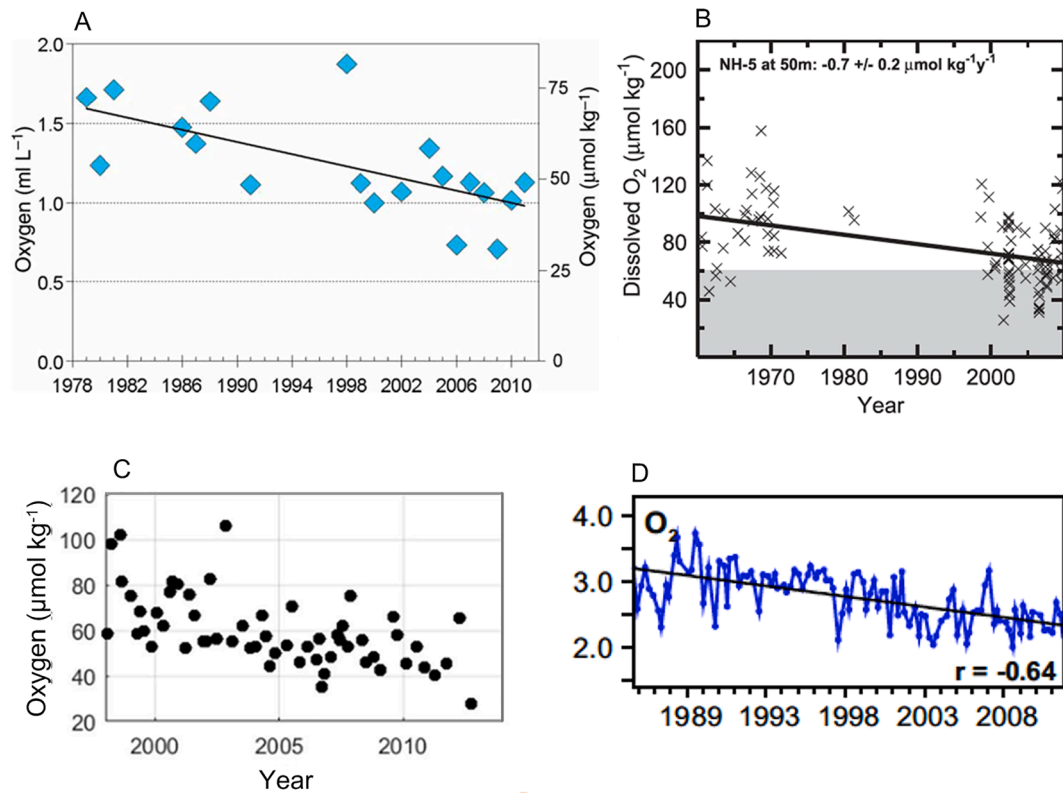 A
2.0
1.5
1.0
0.5
0.0
Oxygen (ml L⁻¹)
75
50
25
0
Oxygen (μmol kg⁻¹)
1978 1982 1986 1990 1994 1998 2002 2006 2010
B
NH-5 at 50m: -0.7 +/- 0.2 μmol kg⁻¹y⁻¹
200
160
120
80
40
Dissolved O₂ (μmol kg⁻¹)
1970 1980 1990 2000
Year
C
120
100
80
60
40
20
Oxygen (μmol kg⁻¹)
2000 2005 2010
Year
D
4.0
3.0
2.0
O₂
r = -0.64
1989 1993 1998 2003 2008